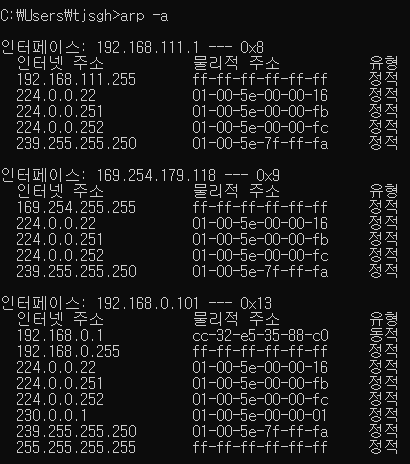 C:\Users\tjsgh>arp -a
인터페이스: 192.168.111.1 --- 0x8
인터넷 주소 물리적 주소 유형
192.168.111.255 ff-ff-ff-ff-ff-ff 정적
224.0.0.22 01-00-5e-00-00-16 정적
224.0.0.251 01-00-5e-00-00-fb 정적
224.0.0.252 01-00-5e-00-00-fc 정적
239.255.255.250 01-00-5e-7f-ff-fa 정적
인터페이스: 169.254.179.118 --- 0x9
인터넷 주소 물리적 주소 유형
169.254.255.255 ff-ff-ff-ff-ff-ff 정적
224.0.0.22 01-00-5e-00-00-16 정적
224.0.0.251 01-00-5e-00-00-fb 정적
224.0.0.252 01-00-5e-00-00-fc 정적
239.255.255.250 01-00-5e-7f-ff-fa 정적
인터페이스: 192.168.0.101 --- 0x13
인터넷 주소 물리적 주소 유형
192.168.0.1 cc-32-e5-35-88-c0 동적
192.168.0.255 ff-ff-ff-ff-ff-ff 정적
224.0.0.22 01-00-5e-00-00-16 정적
224.0.0.251 01-00-5e-00-00-fb 정적
224.0.0.252 01-00-5e-00-00-fc 정적
230.0.0.1 01-00-5e-00-00-01 정적
239.255.255.250 01-00-5e-7f-ff-fa 정적
255.255.255.255 ff-ff-ff-ff-ff-ff 정적